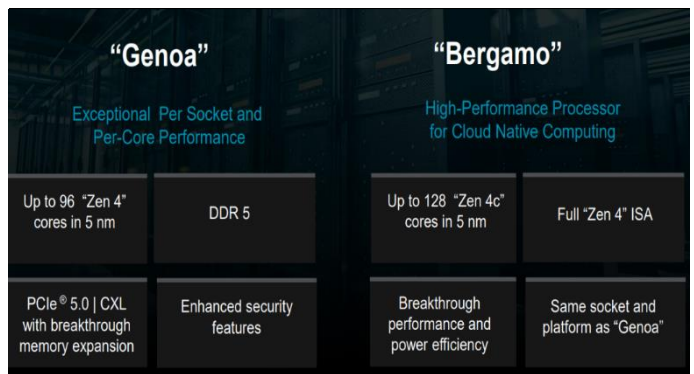 “Genoa”
Exceptional Per Socket and
Per-Core Performance
Up to 96 “Zen 4”
cores in 5 nm
DDR 5
PCIe® 5.0 | CXL
with breakthrough
memory expansion
Enhanced security
features
“Bergamo”
High-Performance Processor
for Cloud Native Computing
Up to 128 “Zen 4c”
cores in 5 nm
Full “Zen 4” ISA
Breakthrough
performance and
power efficiency
Same socket and
platform as “Genoa”